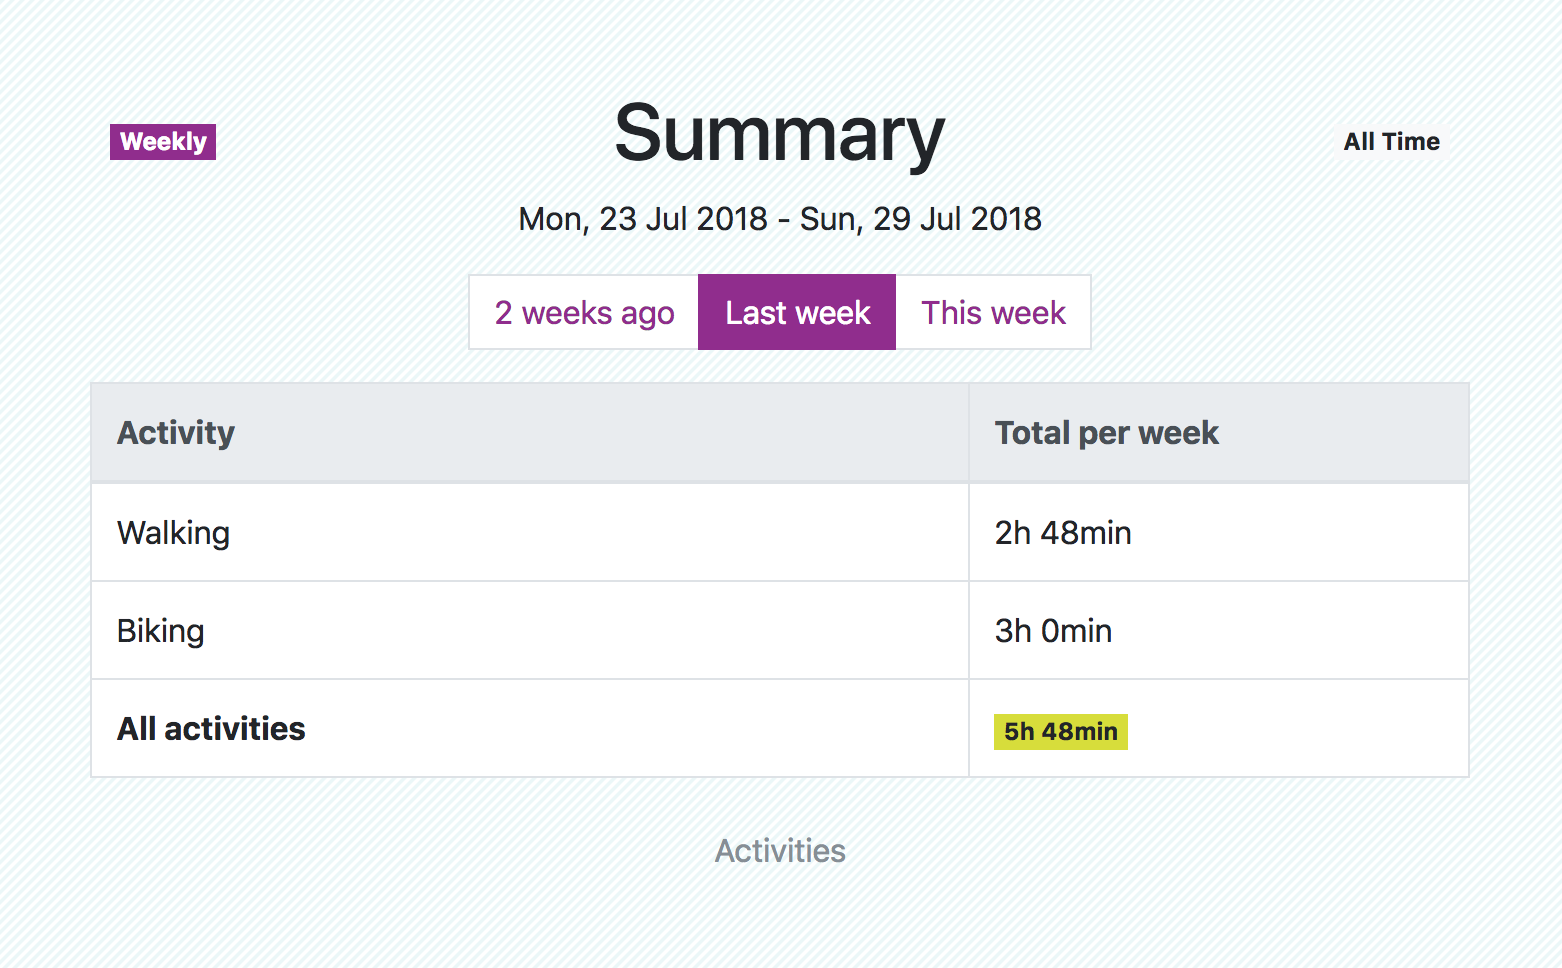 Weekly
Summary
All Time
Mon, 23 Jul 2018 - Sun, 29 Jul 2018
2 weeks ago Last week This week
Activity Total per week
Walking 2h 48min
Biking 3h 0min
All activities 5h 48min
Activities